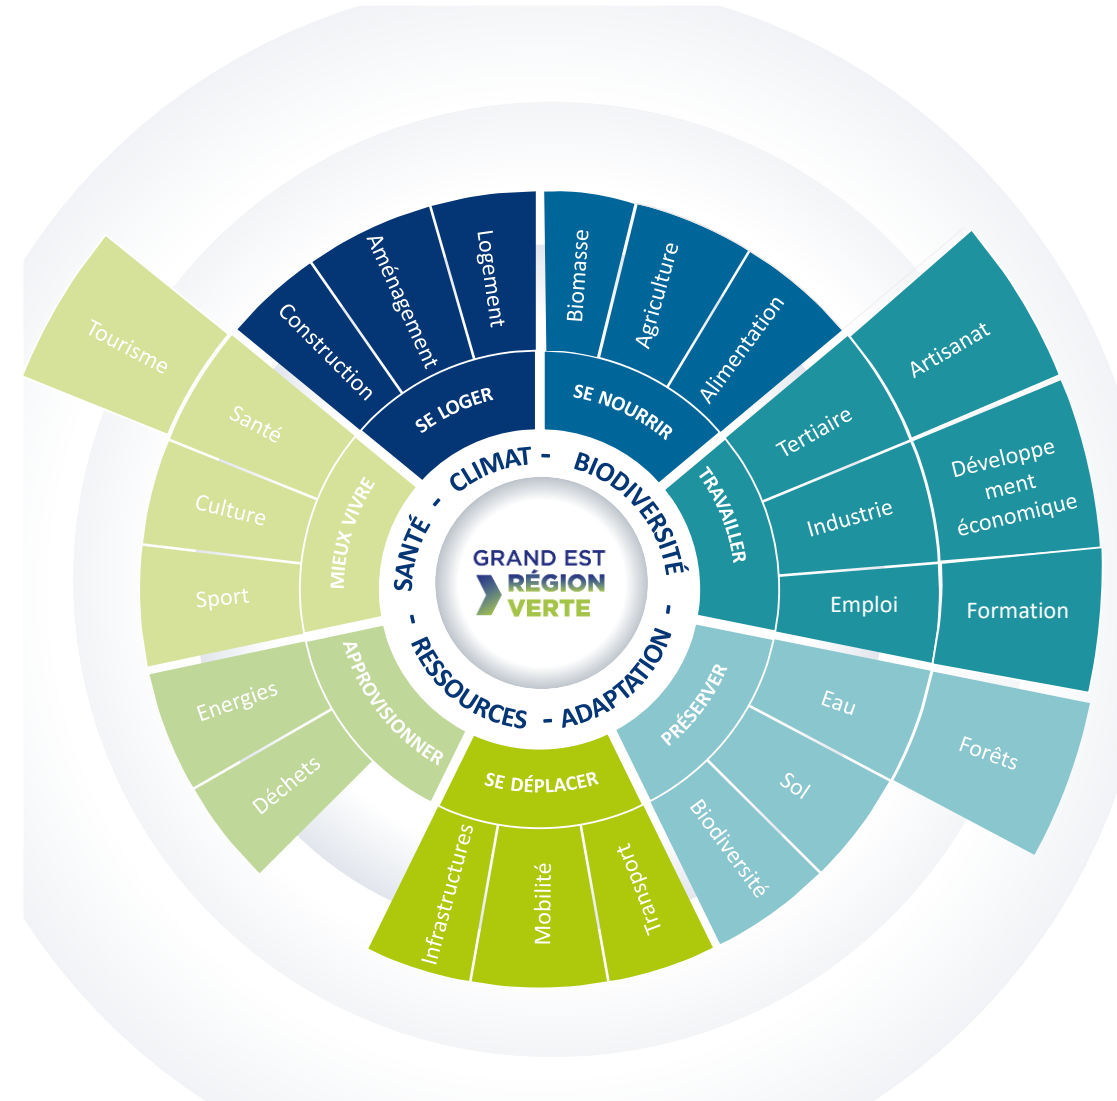 GRAND EST
RÉGION
VERTE
CLIMAT -
BIODIVERSITÉ
- ADAPTATION -
RESSOURCES
-
SANTÉ -
SE LOGER
Construction
Aménagement
Logement
SE NOURRIR
Biomasse
Agriculture
Alimentation
TRAVAILLER
Tertiaire
Industrie
Emploi
Artisanat
Développe
ment
économique
Formation
PRÉSERVER
Eau
Sol
Biodiversité
Forêts
SE DÉPLACER
Transport
Mobilité
Infrastructures
APPROVISIONNER
Déchets
Energies
MIEUX VIVRE
Sport
Culture
Santé
Tourisme